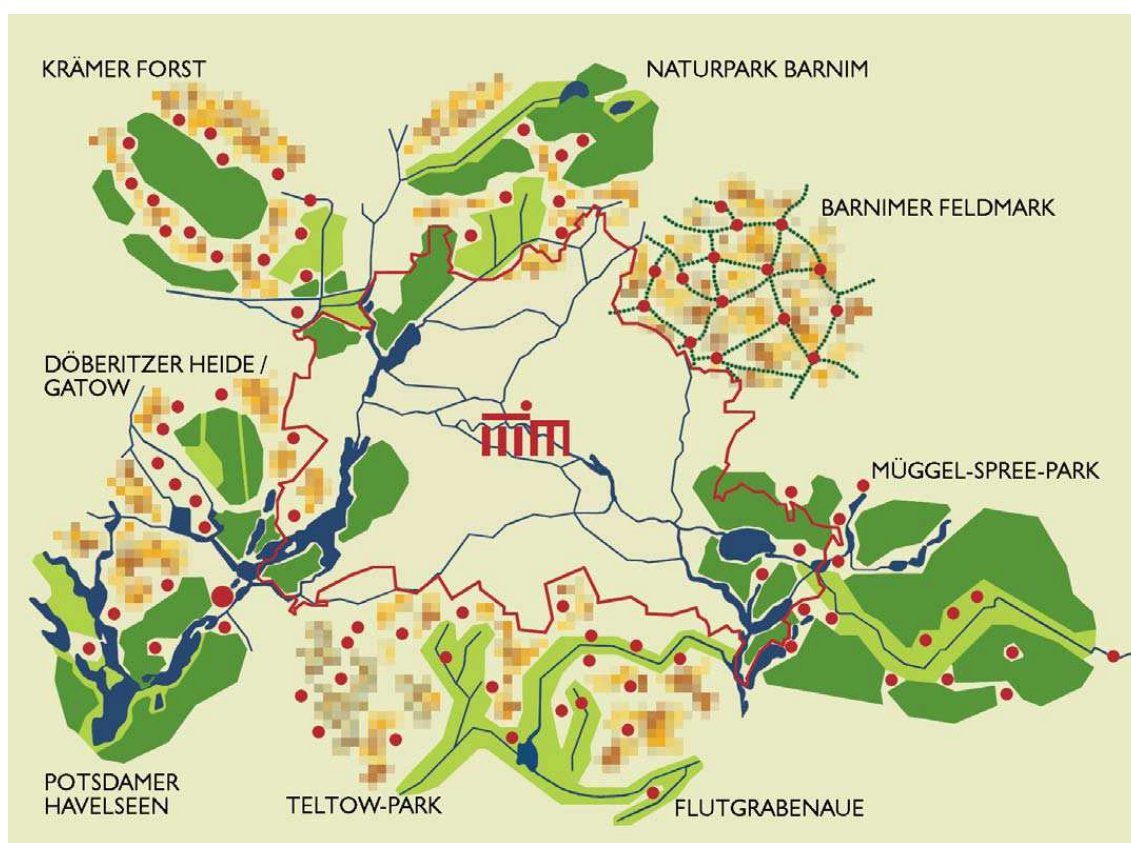 KRÄMER FORST
NATURPARK BARNIM
BARNIMER FELDMARK
DÖBERITZER HEIDE /
GATOW
MÜGGEL-SPREE-PARK
POTSDAMER
HAVELSEEN
TELTOW-PARK
FLUTGRABENAUE